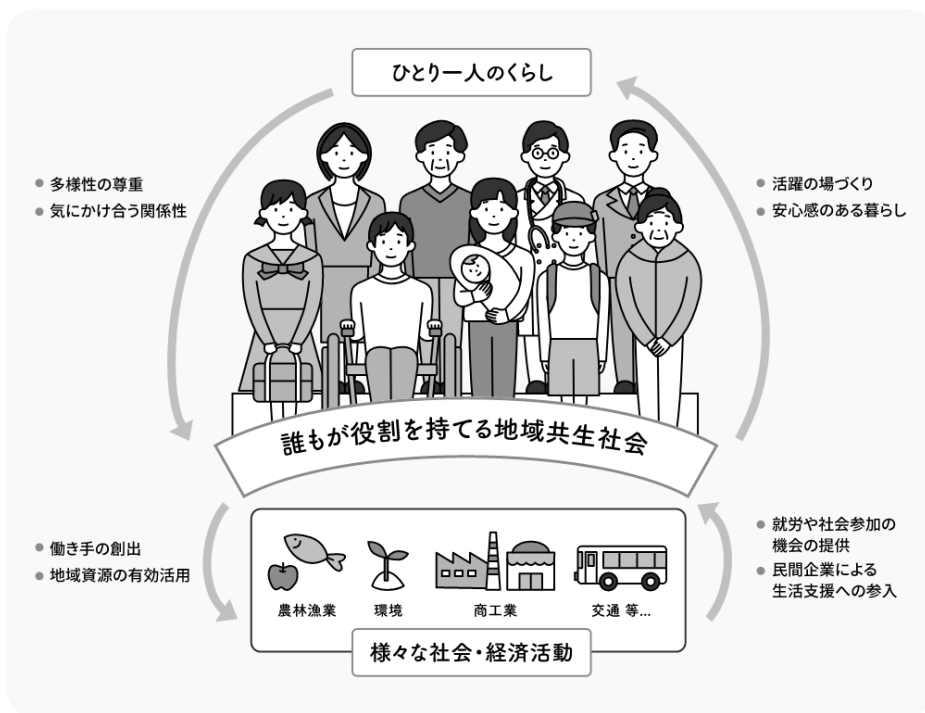 ひとり一人のくらし
●多様性の尊重
●気にかけ合う関係性
●活躍の場づくり
●安心感のある暮らし
誰もが役割を持てる地域共生社会
●働き手の創出
●地域資源の有効活用
●就労や社会参加の
機会の提供
●民間企業による
生活支援への参入
農林漁業
環境
商工業
交通 等...
様々な社会・経済活動